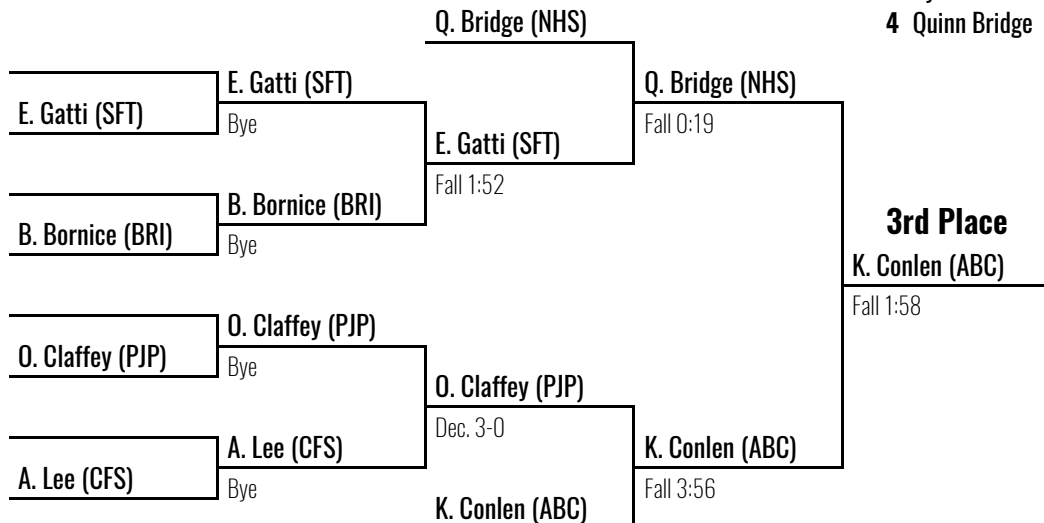 Q. Bridge (NHS)
4 Quinn Bridge
E. Gatti (SFT)
Q. Bridge (NHS)
E. Gatti (SFT)
Bye
Fall 0:19
E. Gatti (SFT)
Fall 1:52
B. Bornice (BRI)
B. Bornice (BRI)
Bye
3rd Place
K. Conlen (ABC)
Fall 1:58
O. Claffey (PJP)
O. Claffey (PJP)
Bye
O. Claffey (PJP)
Dec. 3-0
A. Lee (CFS)
K. Conlen (ABC)
A. Lee (CFS)
Bye
Fall 3:56
K. Conlen (ABC)